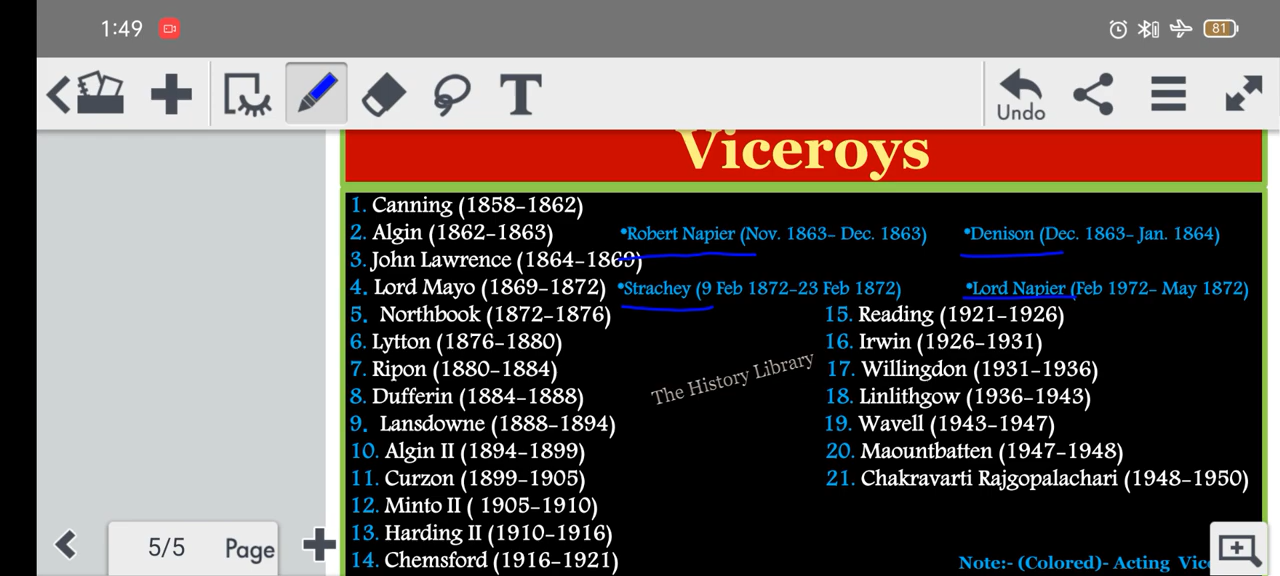 1:49 81
Undo
Viceroys
1. Canning (1858-1862)
2. Algin (1862-1863) •Robert Napier (Nov. 1863- Dec. 1863) •Denison (Dec. 1863- Jan. 1864)
3. John Lawrence (1864-1869)
4. Lord Mayo (1869-1872) •Strachey (9 Feb 1872-23 Feb 1872) •Lord Napier (Feb 1972- May 1872)
5. Northbook (1872-1876)
6. Lytton (1876-1880)
7. Ripon (1880-1884)
8. Dufferin (1884-1888)
9. Lansdowne (1888-1894)
10. Algin II (1894-1899)
11. Curzon (1899-1905)
12. Minto II ( 1905-1910)
13. Harding II (1910-1916)
14. Chemsford (1916-1921)
15. Reading (1921-1926)
16. Irwin (1926-1931)
17. Willingdon (1931-1936)
18. Linlithgow (1936-1943)
19. Wavell (1943-1947)
20. Maountbatten (1947-1948)
21. Chakravarti Rajgopalachari (1948-1950)
The History Library
Note:- (Colored)- Acting
5/5 Page